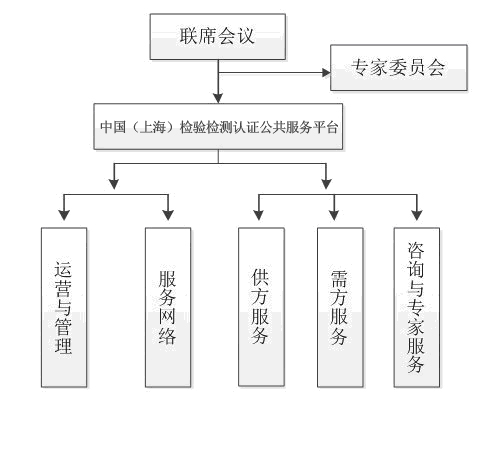 联席会议
专家委员会
中国（上海）检验检测认证公共服务平台
运营与管理
服务网络
供方服务
需方服务
咨询与专家服务